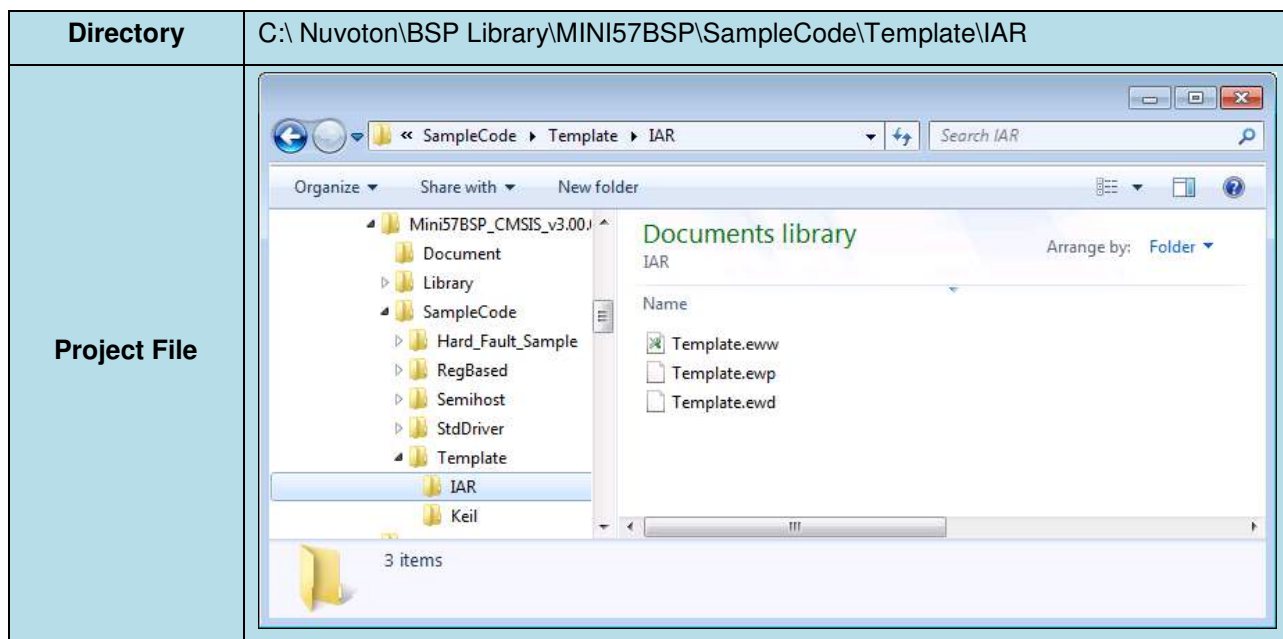 Directory
C:\ Nuvoton\BSP Library\MINI57BSP\SampleCode\Template\IAR
Project File
« SampleCode ▸ Template ▸ IAR
Search IAR
Organize ▾ Share with ▾ New folder
Mini57BSP_CMSIS_v3.00.
Document
Library
SampleCode
Hard_Fault_Sample
RegBased
Semihost
StdDriver
Template
IAR
Keil
Documents library
IAR
Arrange by: Folder ▾
Name
Template.eww
Template.ewp
Template.ewd
3 items